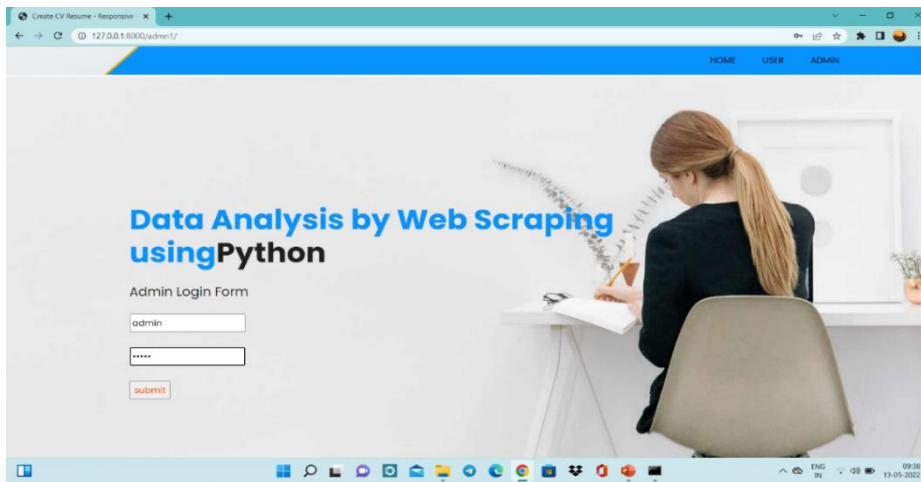 Create CV Resume - Responsive
127.0.0.1:8000/admn1/
HOME USER ADMIN
Data Analysis by Web Scraping
usingPython
Admin Login Form
admin
•••••
submit
ENG
IN
09:38
13-05-2022